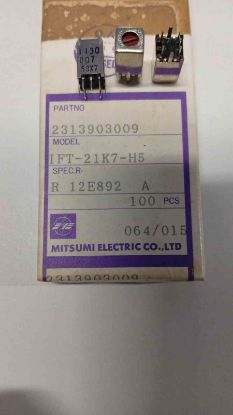 1130
007
53K7
PARTNO
2313903009
MODEL
IFT-21K7-H5
SPEC.R.
R 12E892 A
100 PCS
064/015
MITSUMI ELECTRIC CO.,LTD
2313903009